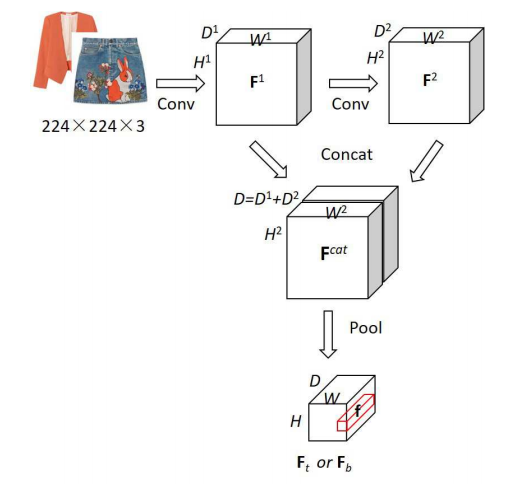 D¹
W¹
H¹
F¹
Conv
224×224×3
D²
W²
H²
F²
Conv
Concat
D=D¹+D²
W²
H²
Fᶜᵃᵗ
Pool
D
W
H
f
Fₜ or F_b